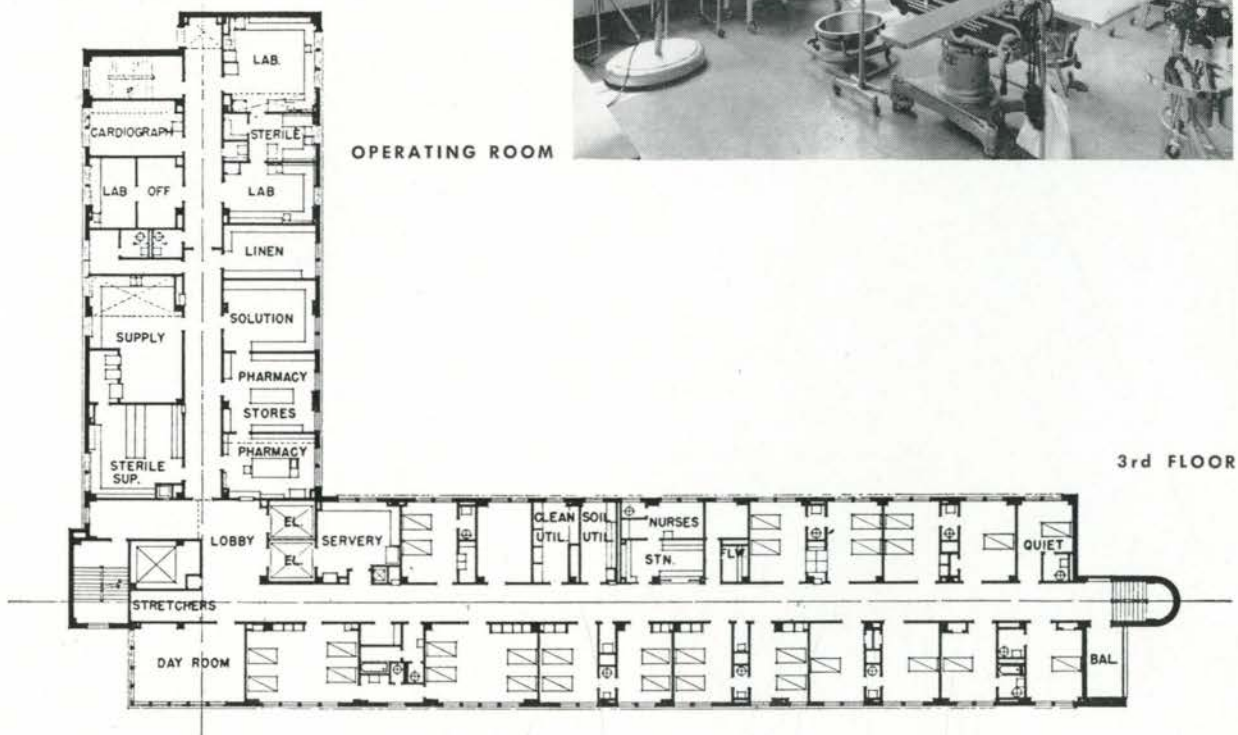 LAB.
CARDIOGRAPH
STERILE
OPERATING ROOM
LAB
OFF
LAB
LINEN
SOLUTION
SUPPLY
PHARMACY
STORES
PHARMACY
STERILE
SUP.
3rd FLOOR
EL.
EL.
LOBBY
SERVERY
CLEAN
UTIL
SOIL
UTIL
NURSES
STN.
FLW.
QUIET
STRETCHERS
DAY ROOM
BAL.